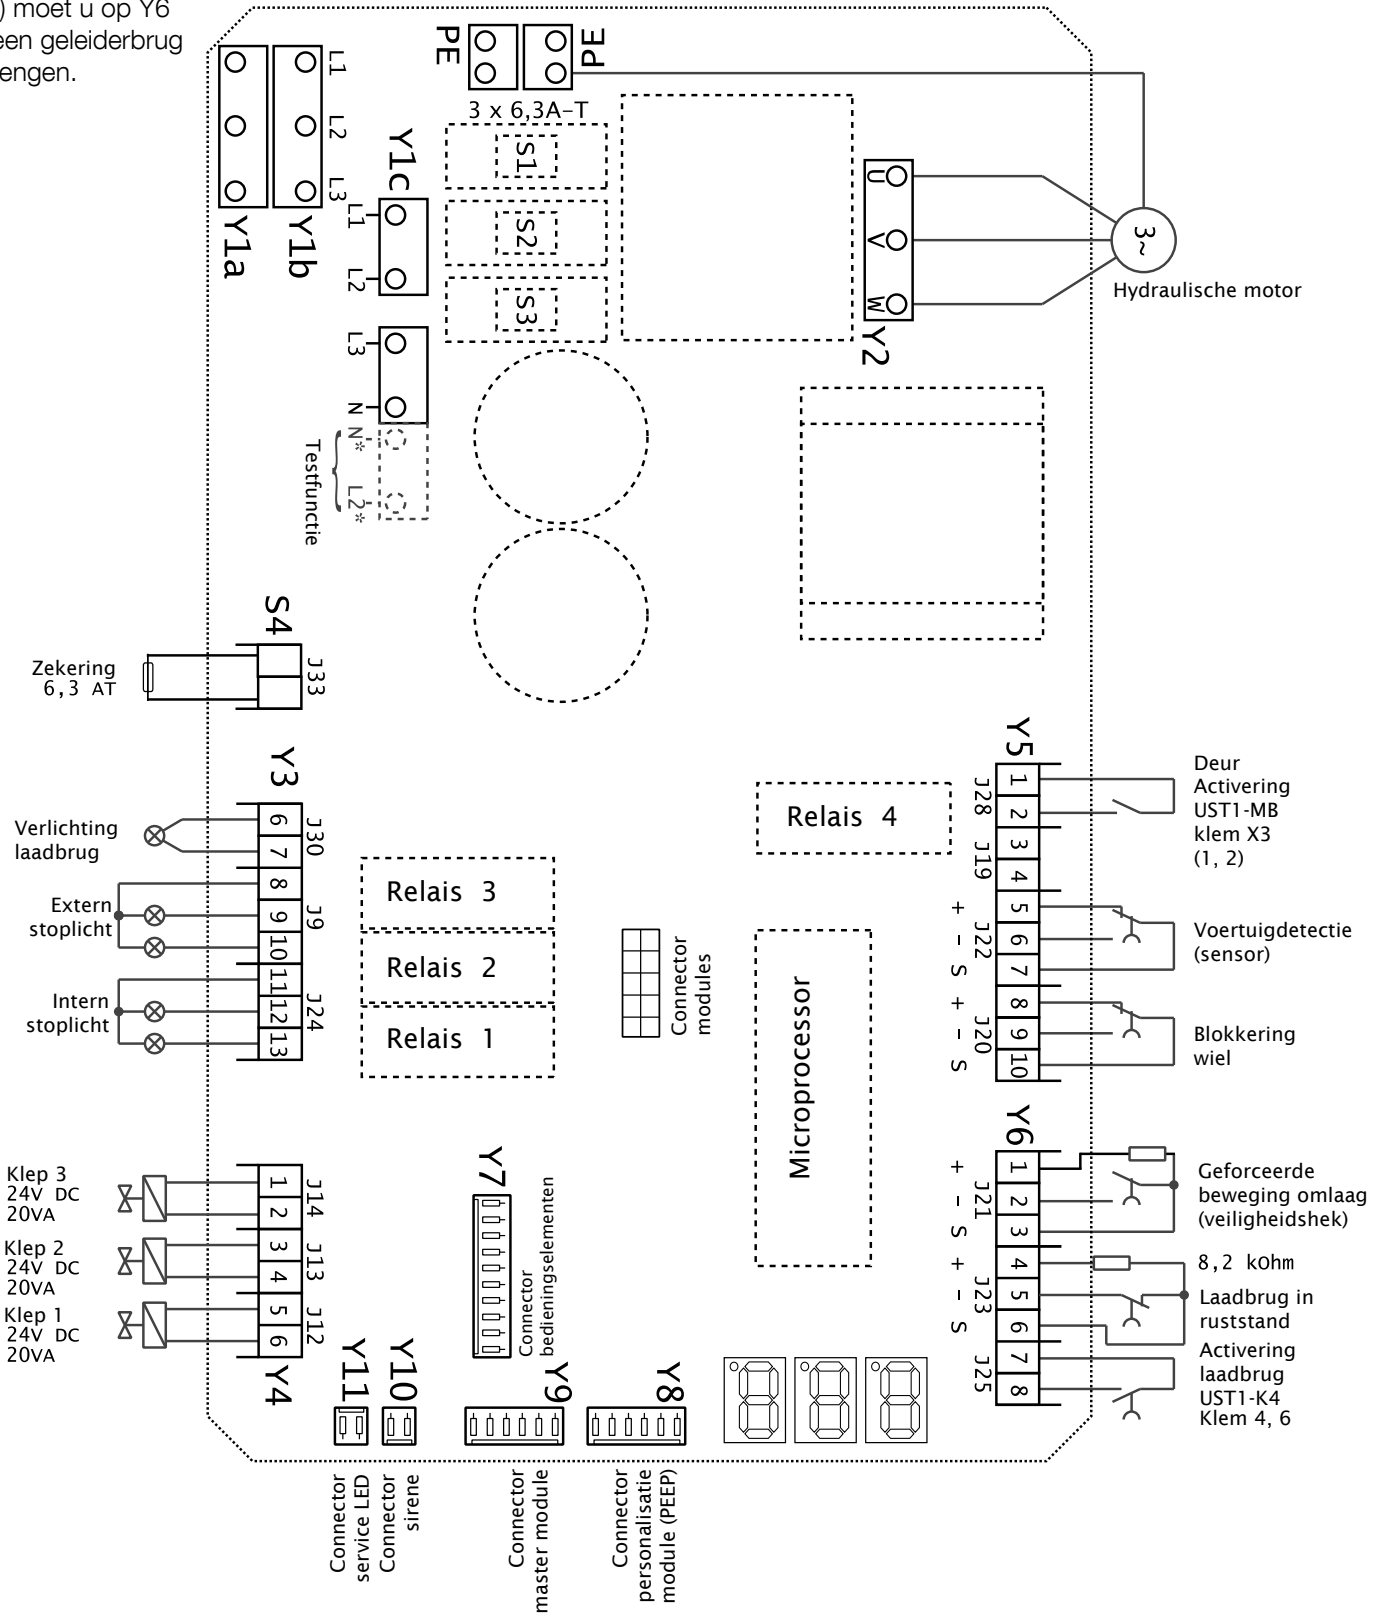 ) moet u op Y6
een geleiderbrug
engen.
PE
PE
3 x 6,3A-T
L1
L2
L3
Y1a
Y1b
Y1c
L1
L2
L3
N
N*
L2*
Testfunctie
S1
S2
S3
U
V
W
Y2
3~
Hydraulische motor
S4
J33
Zekering
6,3 AT
Y3
6
7
8
9
10
11
12
13
J30
J9
J24
Verlichting
laadbrug
Extern
stoplicht
Intern
stoplicht
Relais 4
Relais 3
Relais 2
Relais 1
Connector
modules
Microprocessor
Y5
1
2
3
4
5
6
7
8
9
10
J28
J19
J22
J20
+
-
S
+
-
S
Deur
Activering
UST1-MB
klem X3
(1, 2)
Voertuigdetectie
(sensor)
Blokkering
wiel
Y6
1
2
3
4
5
6
7
8
J21
J23
J25
+
-
S
+
-
S
Geforceerde
beweging omlaag
(veiligheidshek)
8,2 kOhm
Laadbrug in
ruststand
Activering
laadbrug
UST1-K4
Klem 4, 6
Klep 3
24V DC
20VA
Klep 2
24V DC
20VA
Klep 1
24V DC
20VA
1
2
3
4
5
6
J14
J13
J12
Y4
Y7
Connector
bedieningselementen
Y11
Y10
Y9
Y8
Connector
service LED
Connector
sirene
Connector
master module
Connector
personalisatie
module (PEEP)